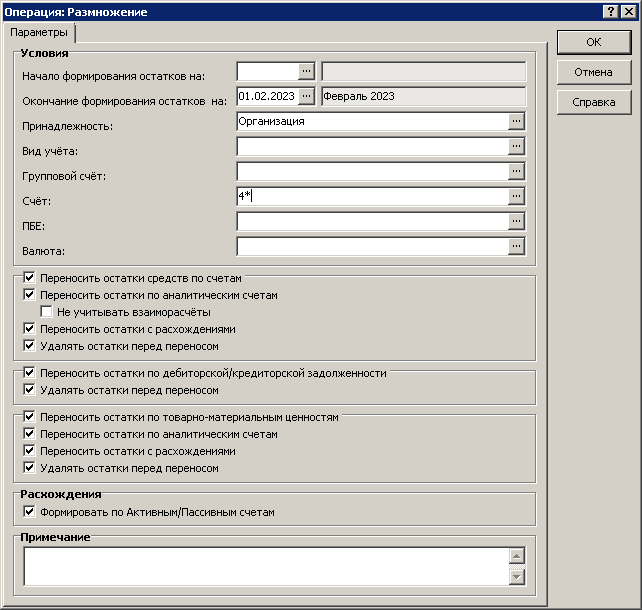 Операция: Размножение
Параметры
OK
Отмена
Справка
Условия
Начало формирования остатков на:
Окончание формирования остатков на: 01.02.2023 Февраль 2023
Принадлежность: Организация
Вид учёта:
Групповой счёт:
Счёт: 4*
ПБЕ:
Валюта:
Переносить остатки средств по счетам
Переносить остатки по аналитическим счетам
Не учитывать взаиморасчёты
Переносить остатки с расхождениями
Удалять остатки перед переносом
Переносить остатки по дебиторской/кредиторской задолженности
Удалять остатки перед переносом
Переносить остатки по товарно-материальным ценностям
Переносить остатки по аналитическим счетам
Переносить остатки с расхождениями
Удалять остатки перед переносом
Расхождения
Формировать по Активным/Пассивным счетам
Примечание